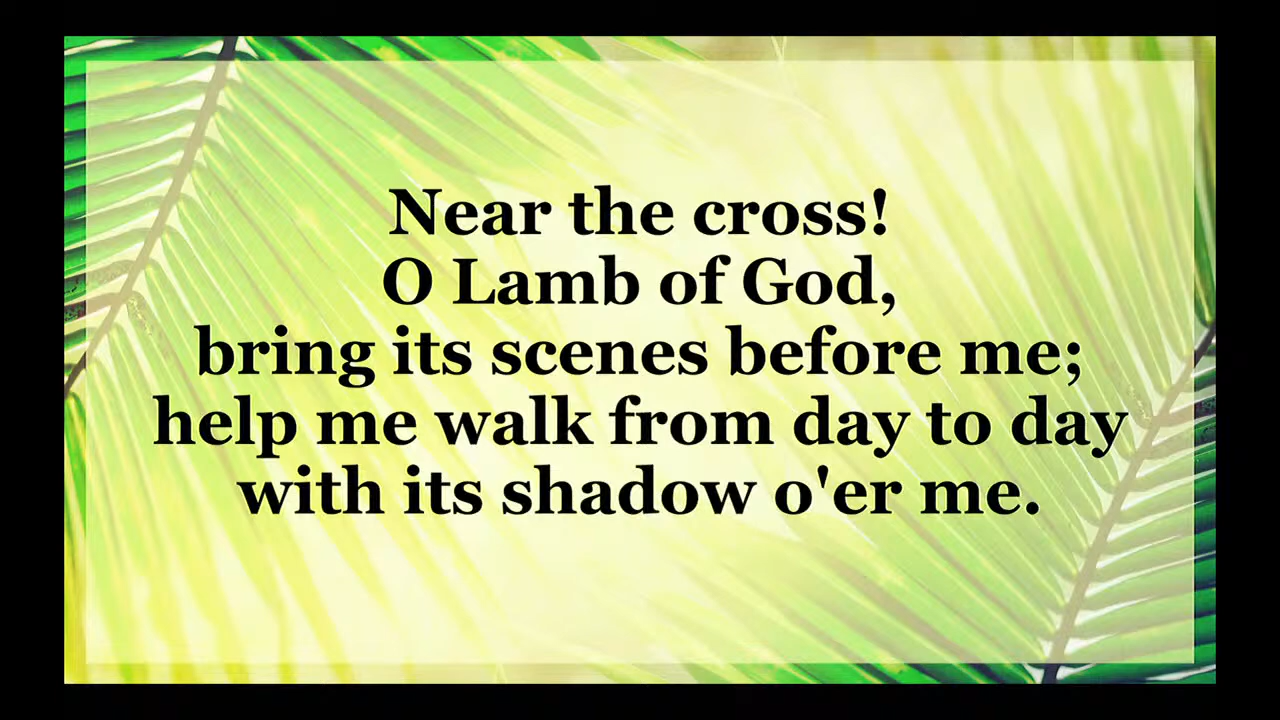 Near the cross!
O Lamb of God,
bring its scenes before me;
help me walk from day to day
with its shadow o'er me.